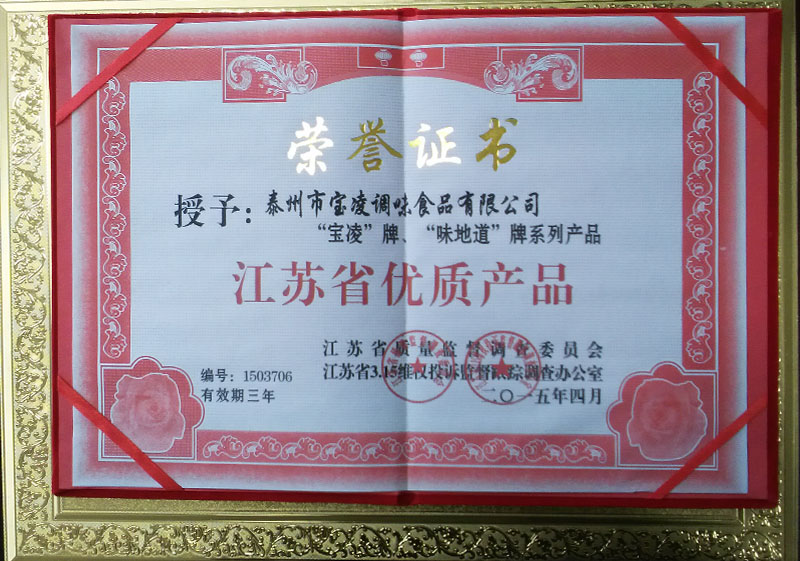 荣誉证书
授予：泰州市宝凌调味食品有限公司
“宝凌”牌、“味地道”牌系列产品
江苏省优质产品
江苏省质量监督调查委员会
编号：1503706
江苏省3.15维权投诉监督跟踪调查办公室
有效期三年
二〇一五年四月